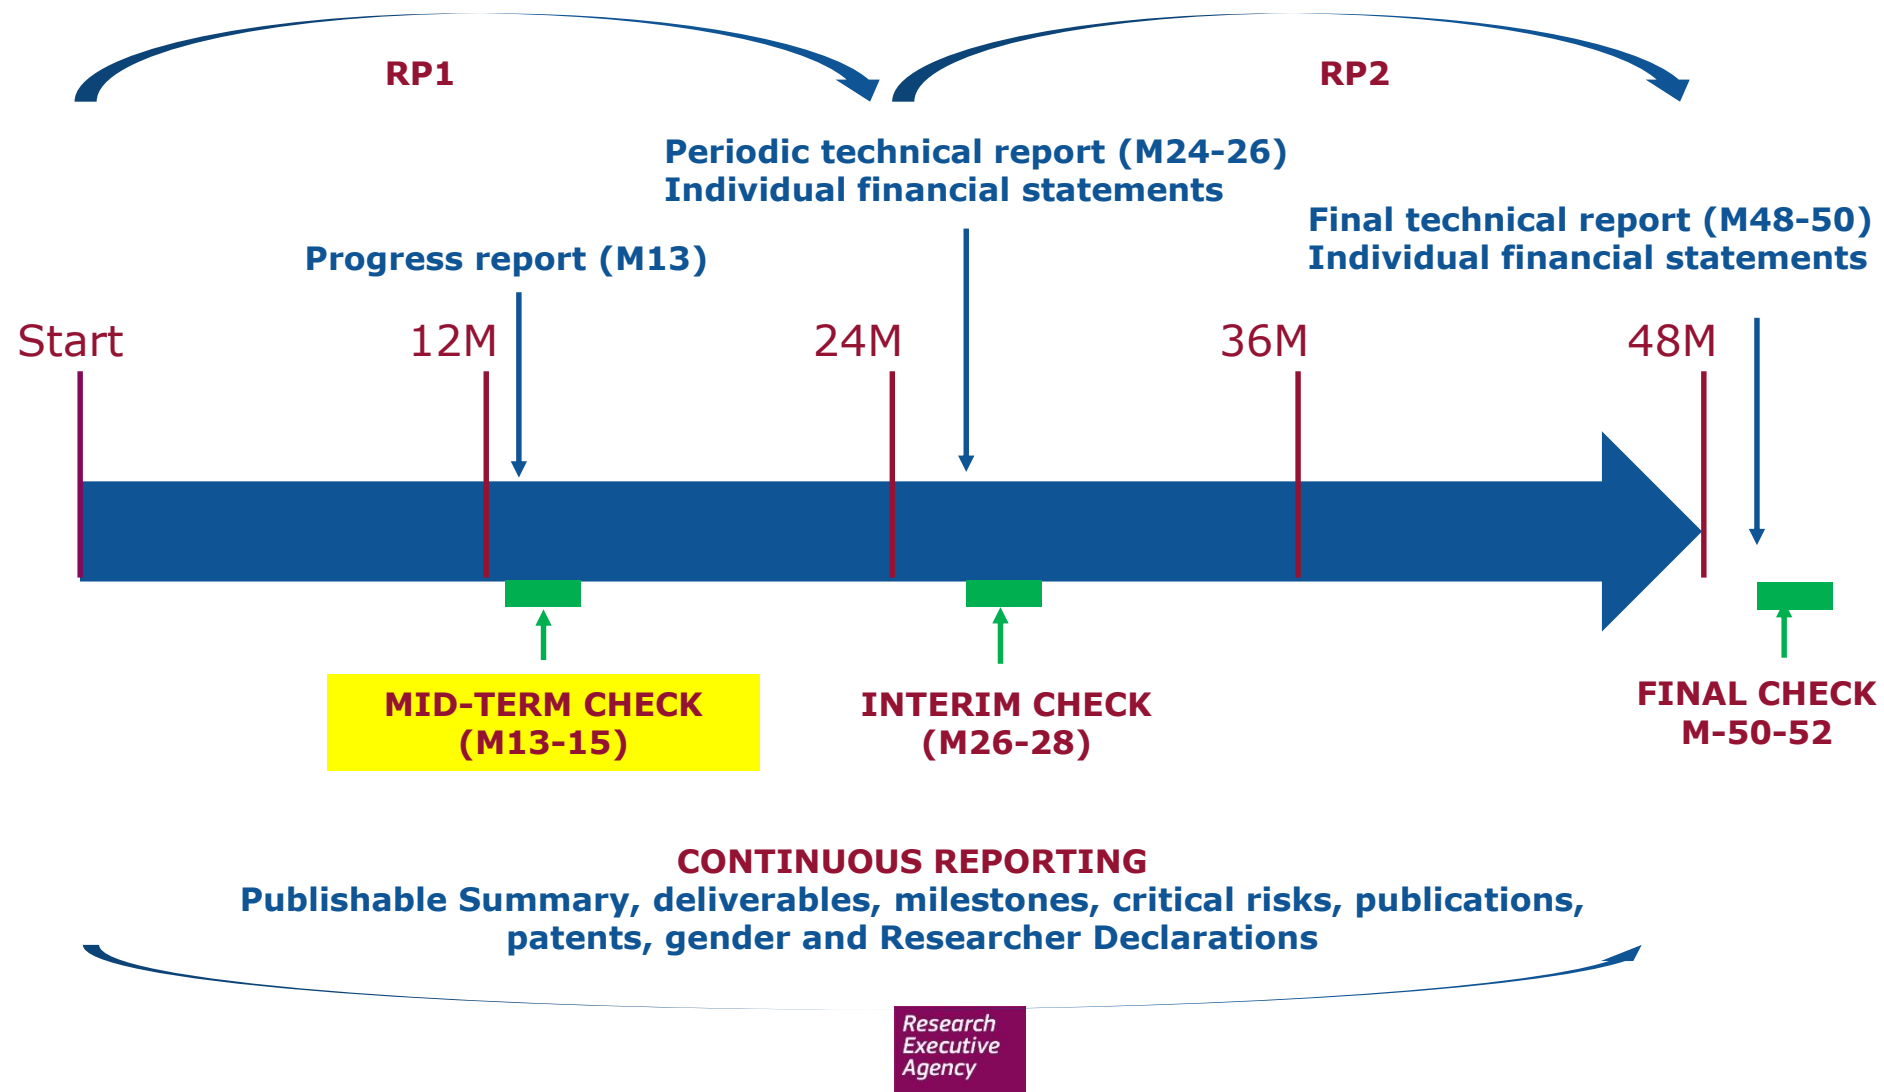 RP1
RP2
Periodic technical report (M24-26)
Individual financial statements
Final technical report (M48-50)
Individual financial statements
Progress report (M13)
Start
12M
24M
36M
48M
MID-TERM CHECK
(M13-15)
INTERIM CHECK
(M26-28)
FINAL CHECK
M-50-52
CONTINUOUS REPORTING
Publishable Summary, deliverables, milestones, critical risks, publications,
patents, gender and Researcher Declarations
Research
Executive
Agency